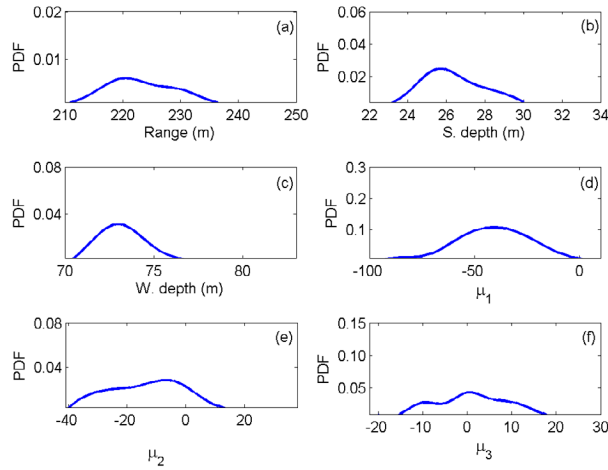 0.02
(a)
PDF
0.01
210 220 230 240 250
Range (m)
0.06
(b)
0.04
PDF
0.02
22 24 26 28 30 32 34
S. depth (m)
0.08
(c)
PDF
0.04
70 75 80
W. depth (m)
0.3
(d)
0.2
PDF
0.1
-100 -50 0
μ1
0.08
(e)
PDF
0.04
-40 -20 0 20
μ2
0.15
(f)
0.10
PDF
0.05
-20 -10 0 10 20 30
μ3